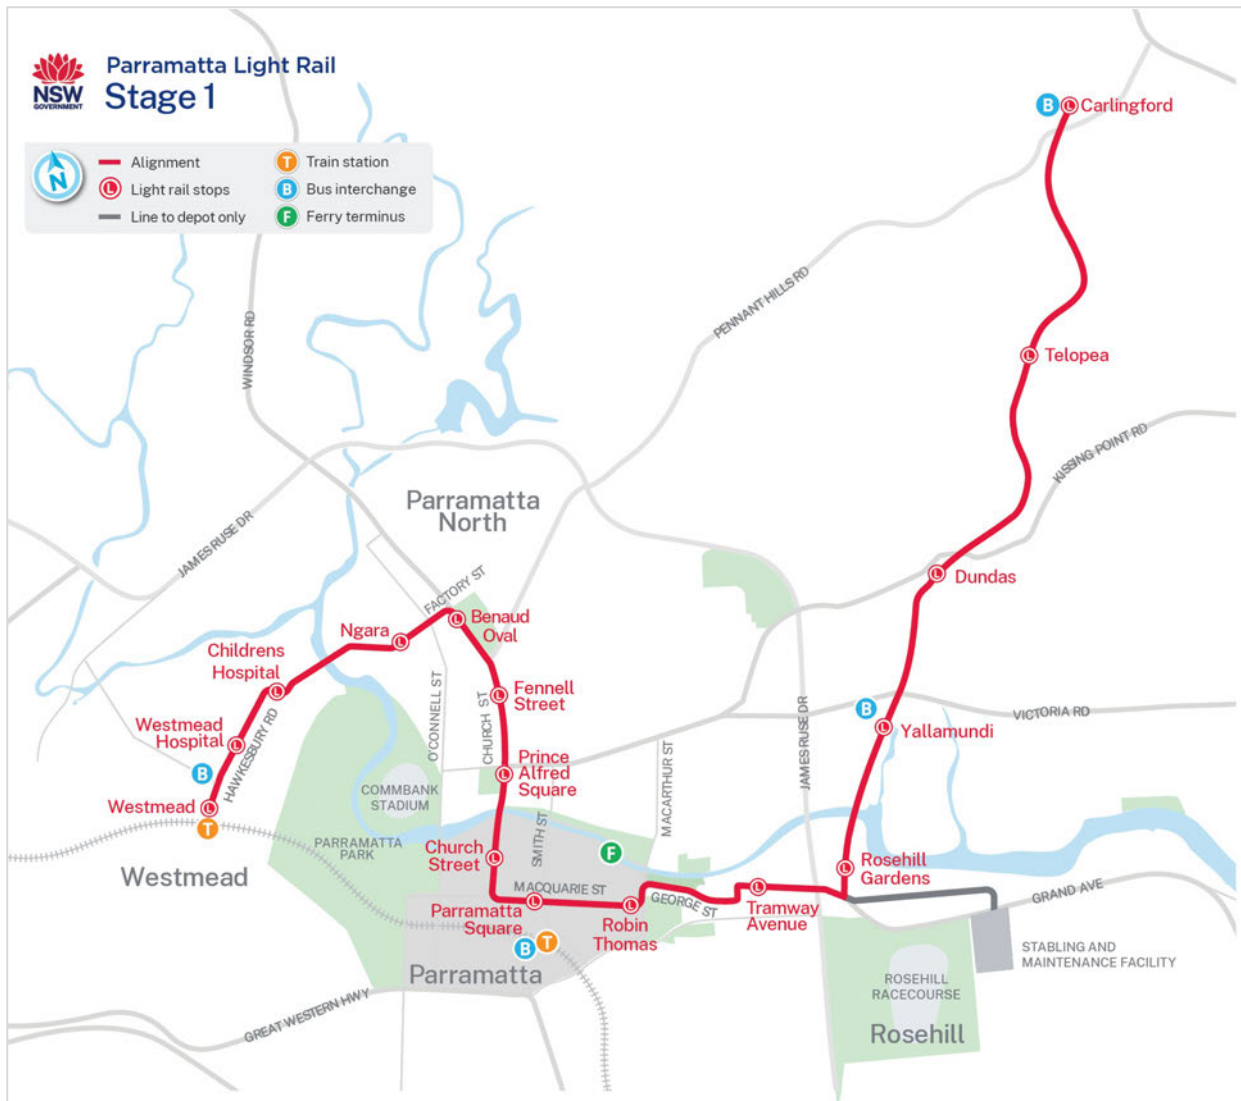 Parramatta Light Rail
Stage 1
NSW
GOVERNMENT
N
Alignment
L
Light rail stops
Line to depot only
T
Train station
B
Bus interchange
F
Ferry terminus
B
L
Carlingford
WINDSOR RD
PENNANT HILLS RD
L
Telopea
KISSING POINT RD
JAMES RUSE DR
Parramatta
North
FACTORY ST
L
Dundas
Ngara
L
L
Benaud
Oval
Childrens
Hospital
L
HAWKESBURY RD
O'CONNELL ST
CHURCH ST
L
Fennell
Street
JAMES RUSE DR
B
L
Yallamundi
VICTORIA RD
Westmead
Hospital
L
B
Westmead
L
T
Westmead
COMMBANK
STADIUM
PARRAMATTA
PARK
L
Prince
Alfred
Square
SMITH ST
MACARTHUR ST
Church
Street
L
F
MACQUARIE ST
L
Parramatta
Square
L
Robin
Thomas
GEORGE ST
L
Tramway
Avenue
L
Rosehill
Gardens
GRAND AVE
B
T
Parramatta
GREAT WESTERN HWY
STABLING AND
MAINTENANCE FACILITY
ROSEHILL
RACECOURSE
Rosehill